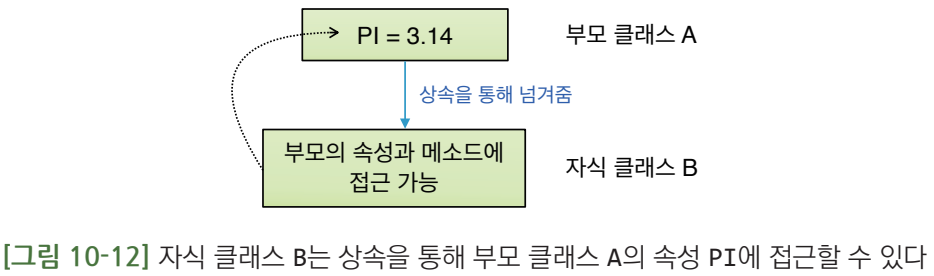 PI = 3.14
부모 클래스 A
상속을 통해 넘겨줌
부모의 속성과 메소드에
접근 가능
자식 클래스 B
[그림 10-12] 자식 클래스 B는 상속을 통해 부모 클래스 A의 속성 PI에 접근할 수 있다